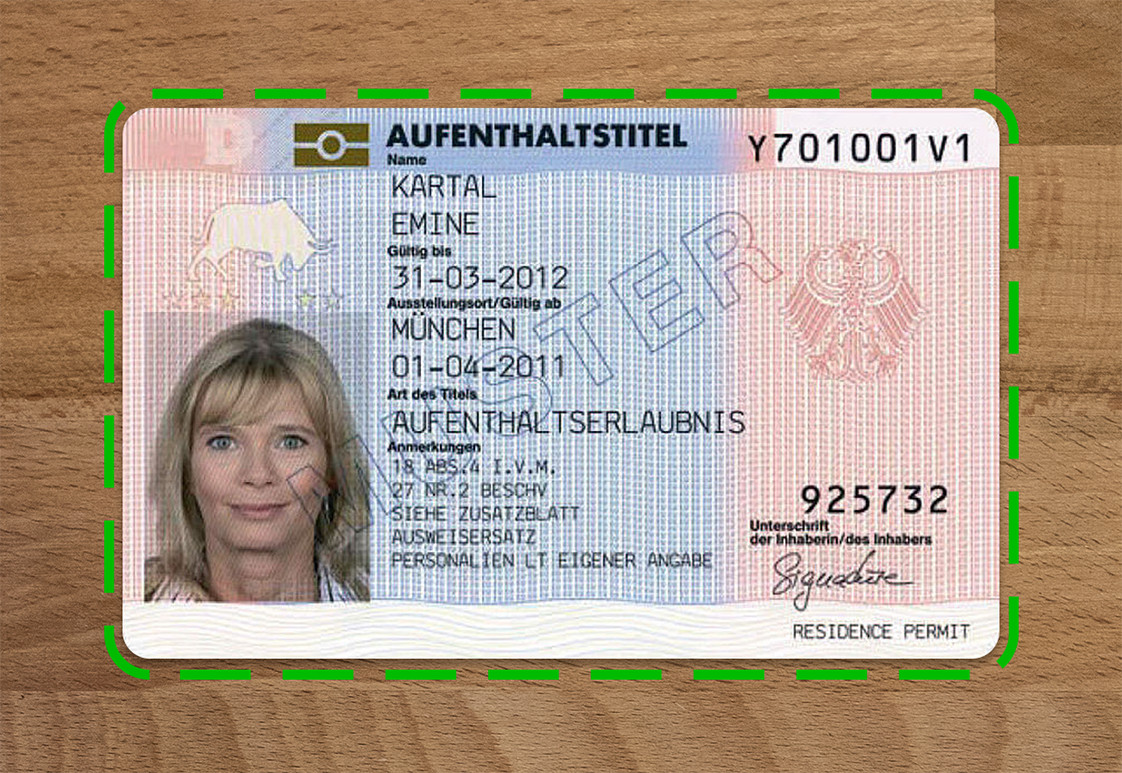 D
AUFENTHALTSTITEL
Y701001V1
Name
KARTAL
EMINE
Gültig bis
31-03-2012
Ausstellungsort/Gültig ab
MÜNCHEN
01-04-2011
Art des Titels
AUFENTHALTSERLAUBNIS
Anmerkungen
18 ABS.4 I.V.M.
27 NR.2 BESCHV
SIEHE ZUSATZBLATT
AUSWEISERSATZ
PERSONALIEN LT EIGENER ANGABE
MUSTER
925732
Unterschrift
der Inhaberin/des Inhabers
Signature
RESIDENCE PERMIT